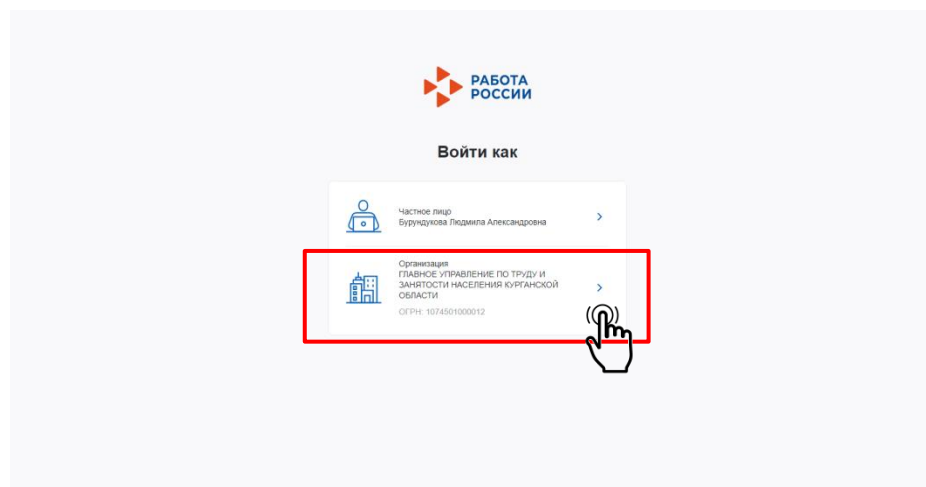 РАБОТА
РОССИИ
Войти как
Частное лицо
Бурундукова Людмила Александровна
Организация
ГЛАВНОЕ УПРАВЛЕНИЕ ПО ТРУДУ И
ЗАНЯТОСТИ НАСЕЛЕНИЯ КУРГАНСКОЙ
ОБЛАСТИ
ОГРН: 1074501000012